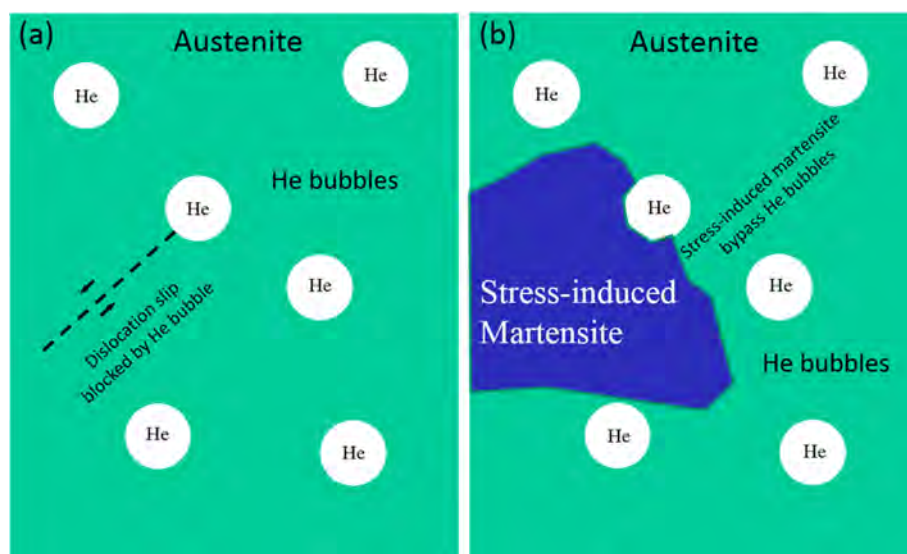 (a)
Austenite
He
He
He bubbles
He
Dislocation slip
blocked by He bubble
He
He
He
(b)
Austenite
He
He
Stress-induced martensite
bypass He bubbles
He
Stress-induced
Martensite
He
He bubbles
He
He